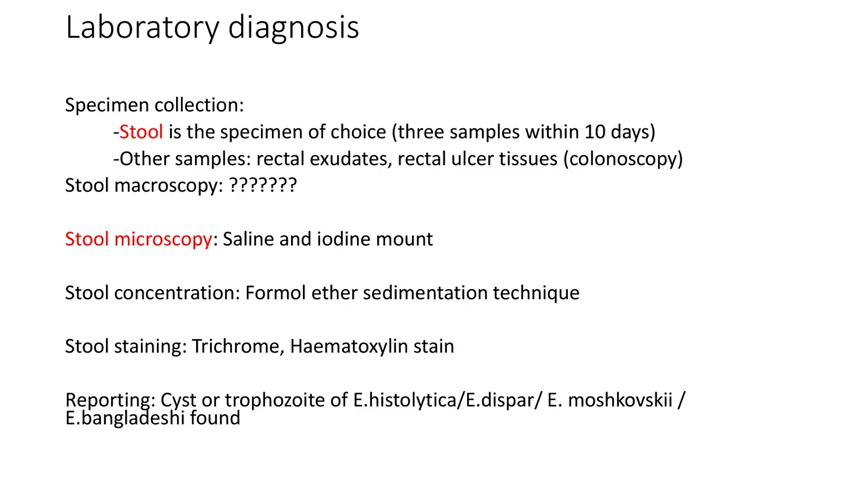 Laboratory diagnosis
Specimen collection:
-Stool is the specimen of choice (three samples within 10 days)
-Other samples: rectal exudates, rectal ulcer tissues (colonoscopy)
Stool macroscopy: ???????
Stool microscopy: Saline and iodine mount
Stool concentration: Formol ether sedimentation technique
Stool staining: Trichrome, Haematoxylin stain
Reporting: Cyst or trophozoite of E.histolytica/E.dispar/ E. moshkovskii /
E.bangladeshi found